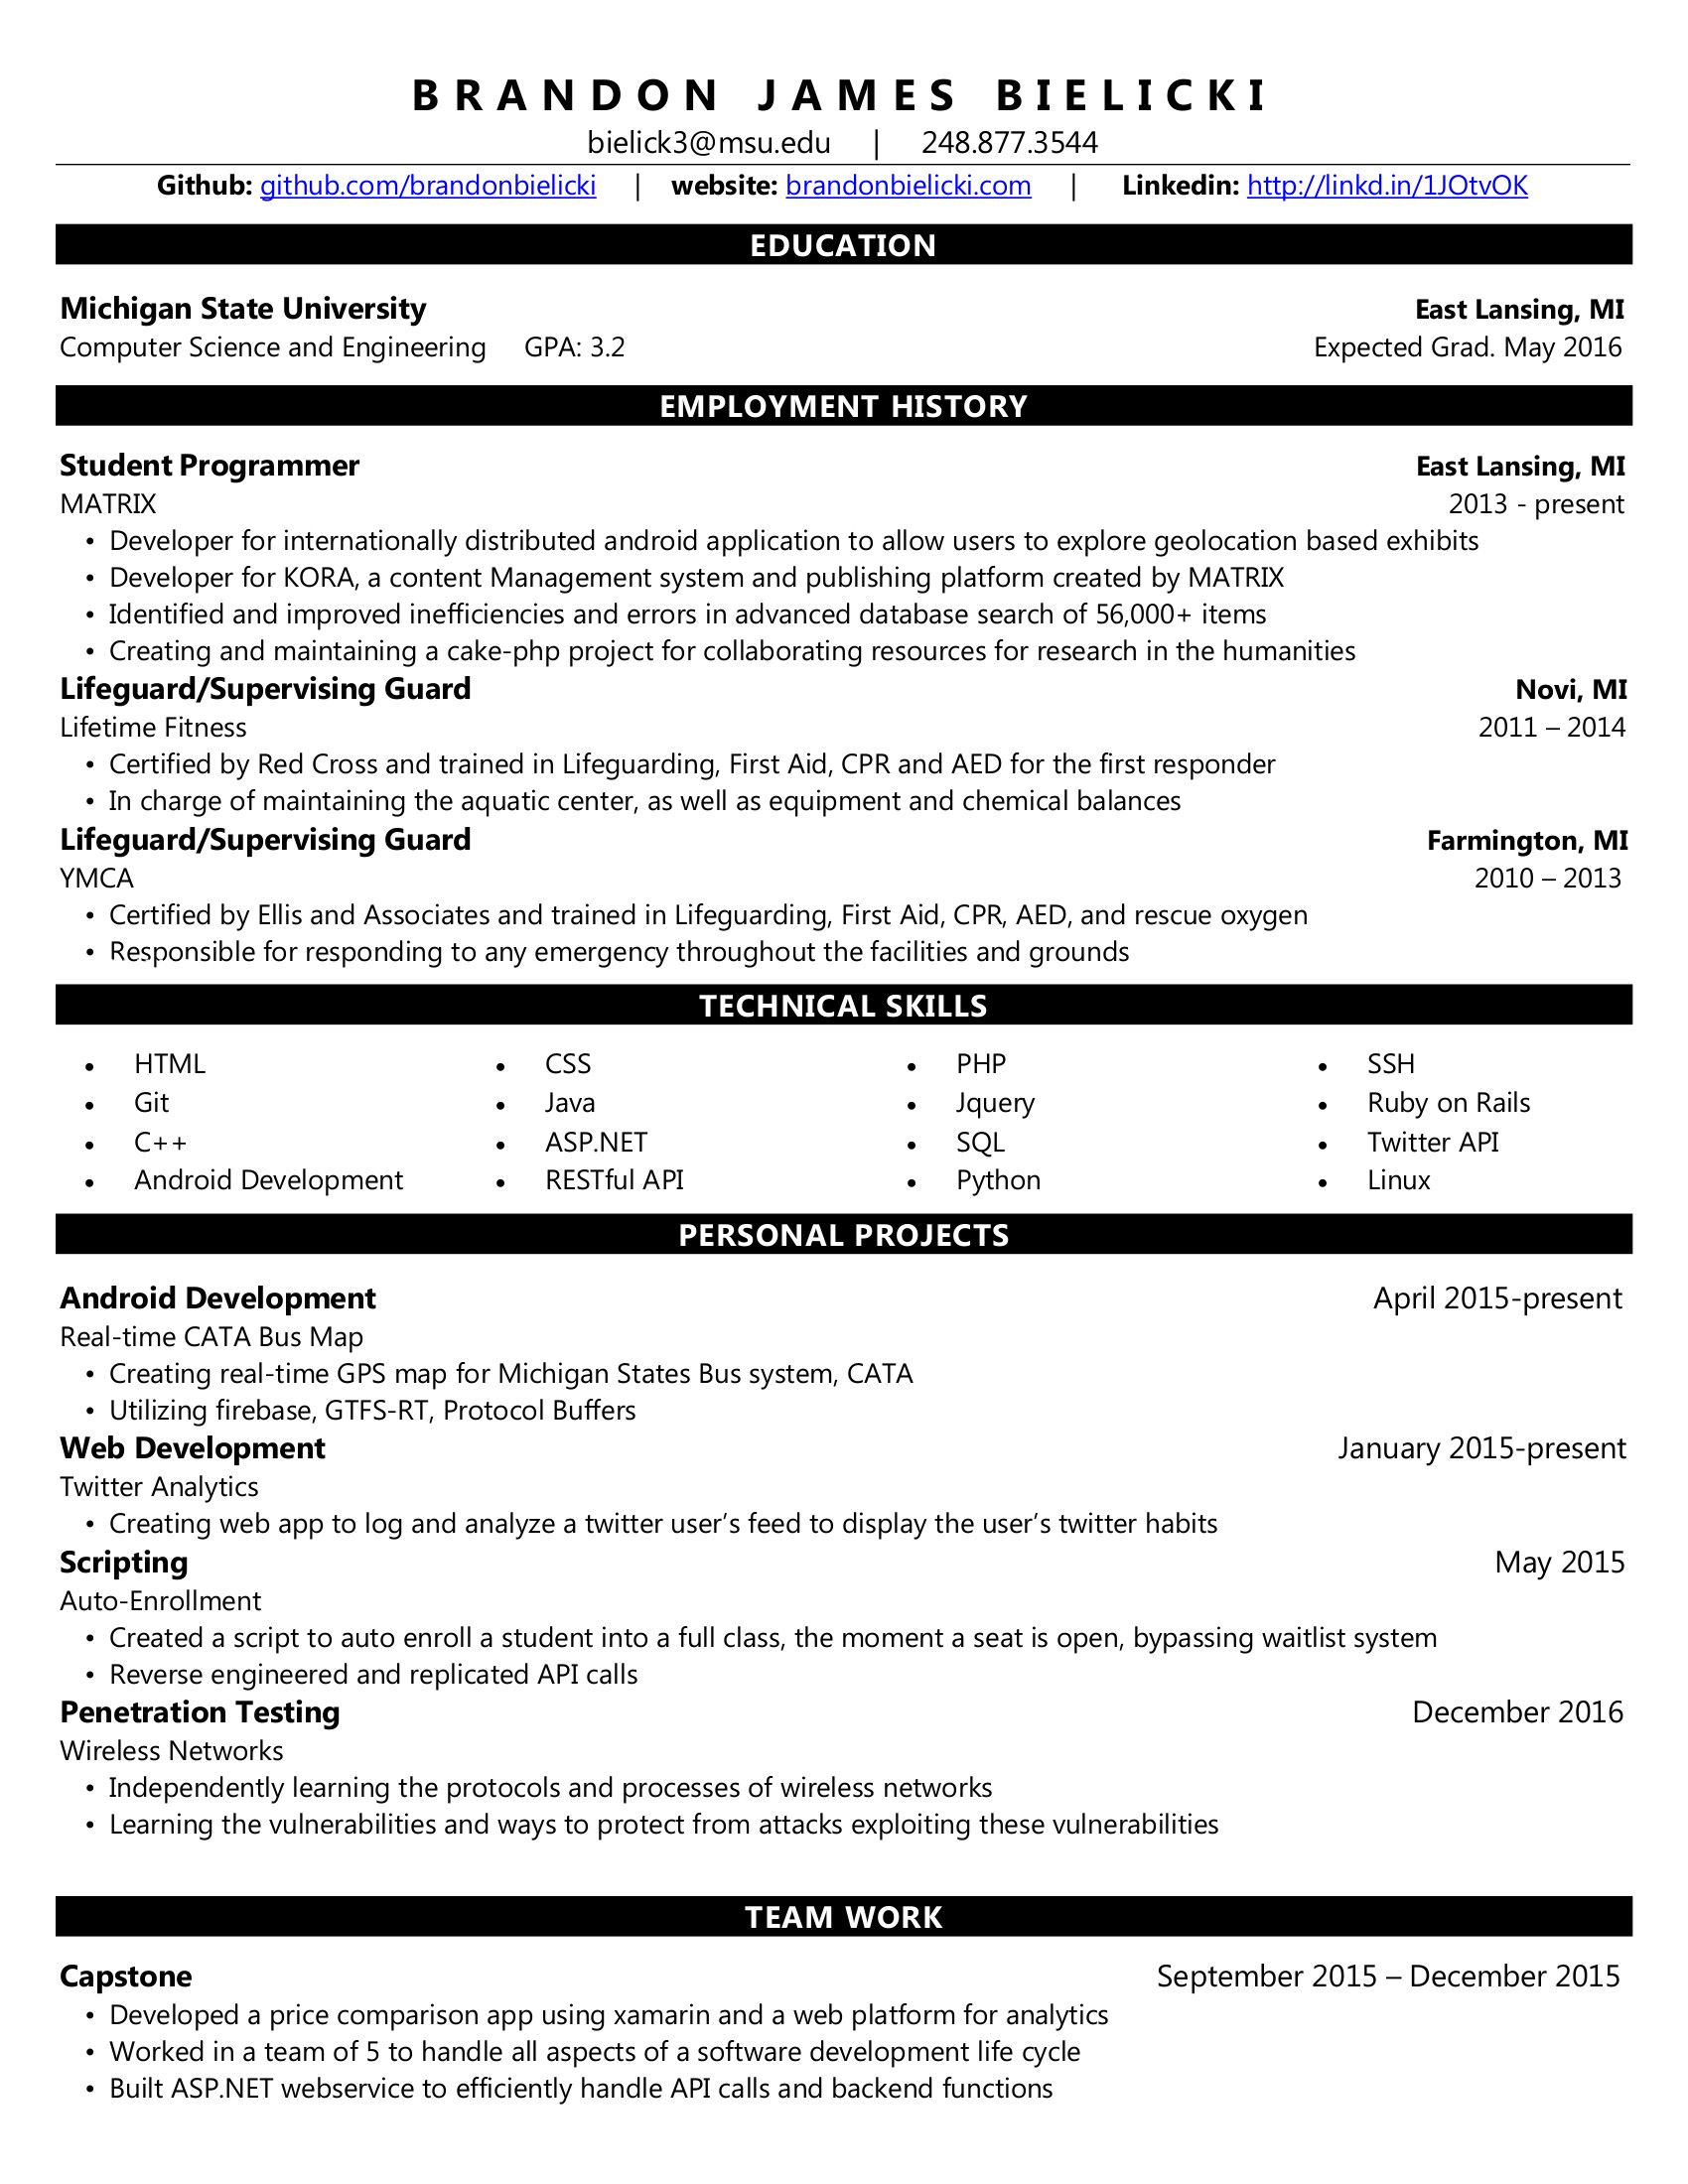 BRANDON JAMES BIELICKI
bielick3@msu.edu | 248.877.3544
Github: github.com/brandonbielicki | website: brandonbielicki.com | Linkedin: http://linkd.in/1JOtvOK
EDUCATION
Michigan State University East Lansing, MI
Computer Science and Engineering GPA: 3.2 Expected Grad. May 2016
EMPLOYMENT HISTORY
Student Programmer East Lansing, MI
MATRIX 2013 - present
• Developer for internationally distributed android application to allow users to explore geolocation based exhibits
• Developer for KORA, a content Management system and publishing platform created by MATRIX
• Identified and improved inefficiencies and errors in advanced database search of 56,000+ items
• Creating and maintaining a cake-php project for collaborating resources for research in the humanities
Lifeguard/Supervising Guard Novi, MI
Lifetime Fitness 2011 – 2014
• Certified by Red Cross and trained in Lifeguarding, First Aid, CPR and AED for the first responder
• In charge of maintaining the aquatic center, as well as equipment and chemical balances
Lifeguard/Supervising Guard Farmington, MI
YMCA 2010 – 2013
• Certified by Ellis and Associates and trained in Lifeguarding, First Aid, CPR, AED, and rescue oxygen
• Responsible for responding to any emergency throughout the facilities and grounds
TECHNICAL SKILLS
• HTML • CSS • PHP • SSH
• Git • Java • Jquery • Ruby on Rails
• C++ • ASP.NET • SQL • Twitter API
• Android Development • RESTful API • Python • Linux
PERSONAL PROJECTS
Android Development April 2015-present
Real-time CATA Bus Map
• Creating real-time GPS map for Michigan States Bus system, CATA
• Utilizing firebase, GTFS-RT, Protocol Buffers
Web Development January 2015-present
Twitter Analytics
• Creating web app to log and analyze a twitter user’s feed to display the user’s twitter habits
Scripting May 2015
Auto-Enrollment
• Created a script to auto enroll a student into a full class, the moment a seat is open, bypassing waitlist system
• Reverse engineered and replicated API calls
Penetration Testing December 2016
Wireless Networks
• Independently learning the protocols and processes of wireless networks
• Learning the vulnerabilities and ways to protect from attacks exploiting these vulnerabilities
TEAM WORK
Capstone September 2015 – December 2015
• Developed a price comparison app using xamarin and a web platform for analytics
• Worked in a team of 5 to handle all aspects of a software development life cycle
• Built ASP.NET webservice to efficiently handle API calls and backend functions